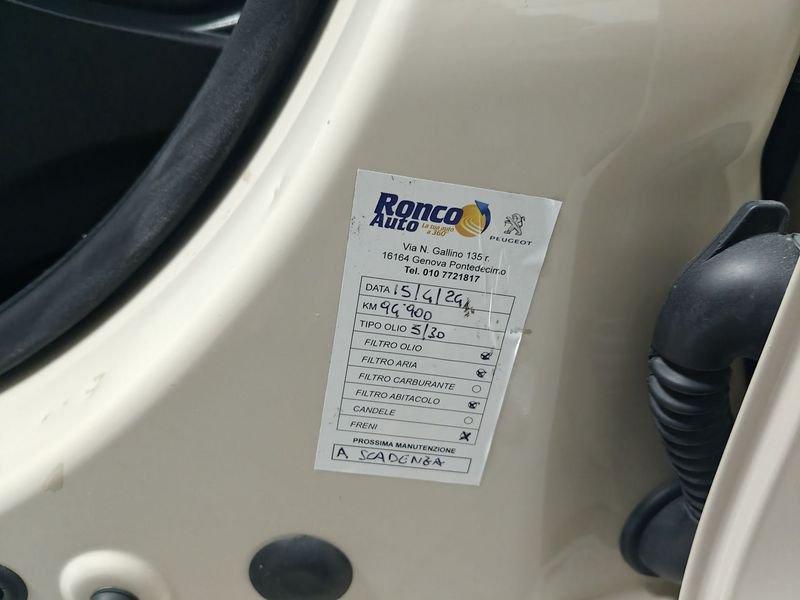 Ronco
Auto
La tua auto
a 360°
PEUGEOT
Via N. Gallino 135 r.
16164 Genova Pontedecimo
Tel. 010 7721817
DATA 15/4/24
KM 94'900
TIPO OLIO 5/30
FILTRO OLIO
FILTRO ARIA
FILTRO CARBURANTE
FILTRO ABITACOLO
CANDELE
FRENI
PROSSIMA MANUTENZIONE
A SCADENZA